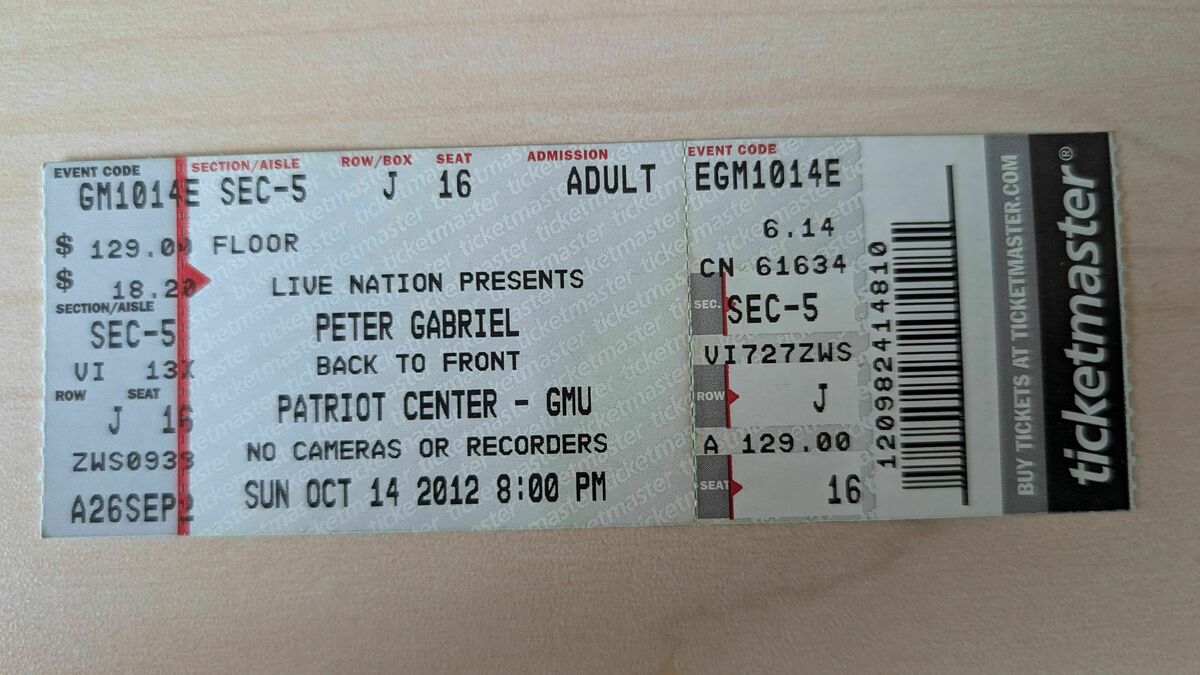 EVENT CODE
GM1014E
$ 129.00
$ 18.20
SECTION/AISLE
SEC-5
VI 13X
ROW SEAT
J 16
ZWS0933
A26SEP2
SECTION/AISLE ROW/BOX SEAT ADMISSION
SEC-5 J 16 ADULT
FLOOR
LIVE NATION PRESENTS
PETER GABRIEL
BACK TO FRONT
PATRIOT CENTER - GMU
NO CAMERAS OR RECORDERS
SUN OCT 14 2012 8:00 PM
EVENT CODE
EGM1014E
6.14
CN 61634
SEC. SEC-5
VI727ZWS
ROW J
A 129.00
SEAT 16
120982414810
BUY TICKETS AT TICKETMASTER.COM
ticketmaster®